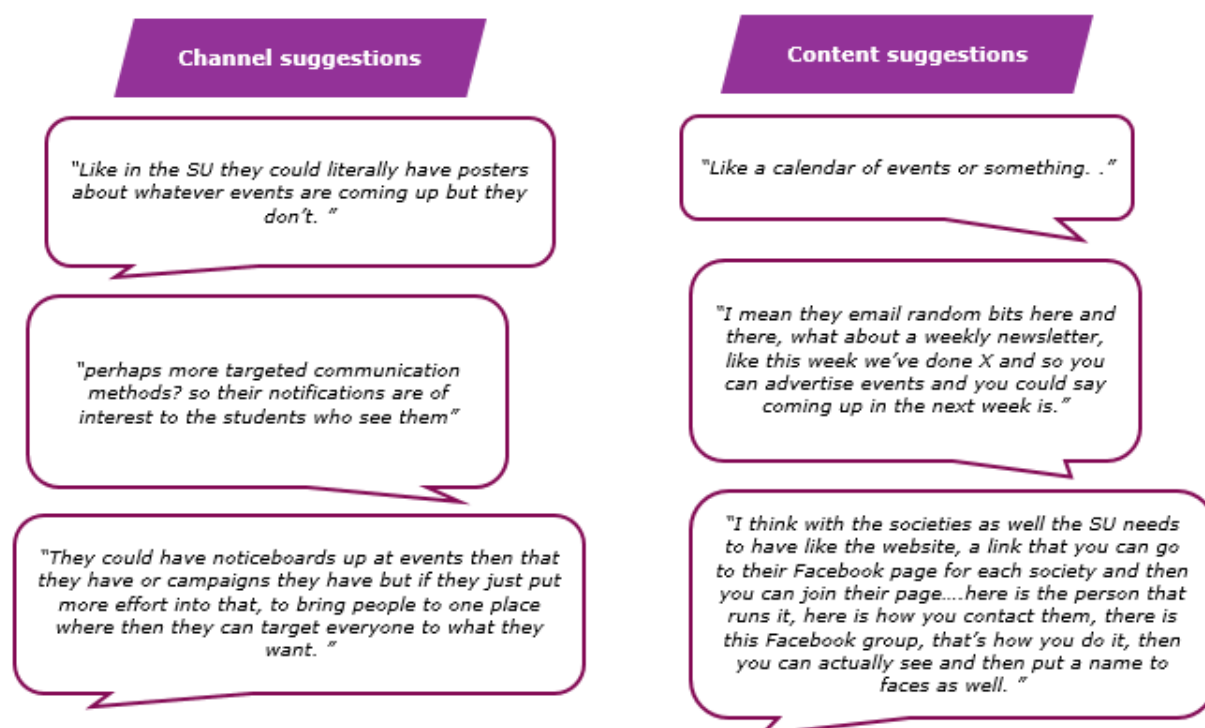 Channel suggestions
"Like in the SU they could literally have posters
about whatever events are coming up but they
don't. "
"perhaps more targeted communication
methods? so their notifications are of
interest to the students who see them"
"They could have noticeboards up at events then that
they have or campaigns they have but if they just put
more effort into that, to bring people to one place
where then they can target everyone to what they
want. "
Content suggestions
"Like a calendar of events or something. ."
"I mean they email random bits here and
there, what about a weekly newsletter,
like this week we've done X and so you
can advertise events and you could say
coming up in the next week is."
"I think with the societies as well the SU needs
to have like the website, a link that you can go
to their Facebook page for each society and then
you can join their page....here is the person that
runs it, here is how you contact them, there is
this Facebook group, that's how you do it, then
you can actually see and then put a name to
faces as well. "